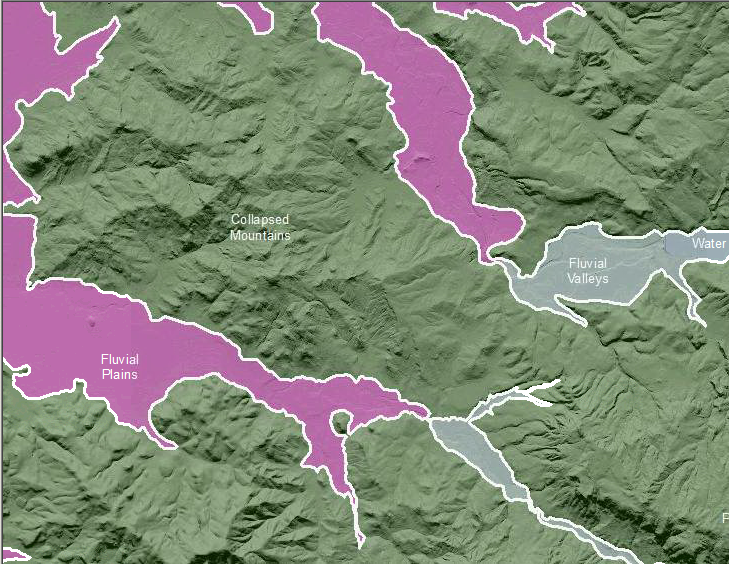 Collapsed
Mountains
Water
Fluvial
Valleys
Fluvial
Plains